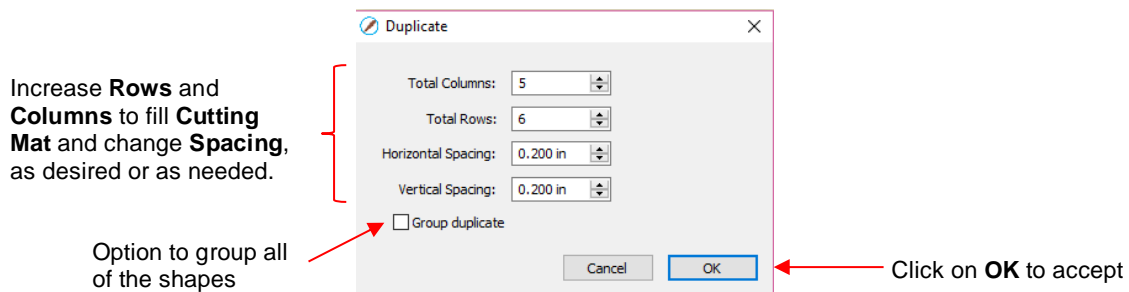 Duplicate
Increase Rows and
Columns to fill Cutting
Mat and change Spacing,
as desired or as needed.
Total Columns: 5
Total Rows: 6
Horizontal Spacing: 0.200 in
Vertical Spacing: 0.200 in
Group duplicate
Option to group all
of the shapes
Cancel OK
Click on OK to accept